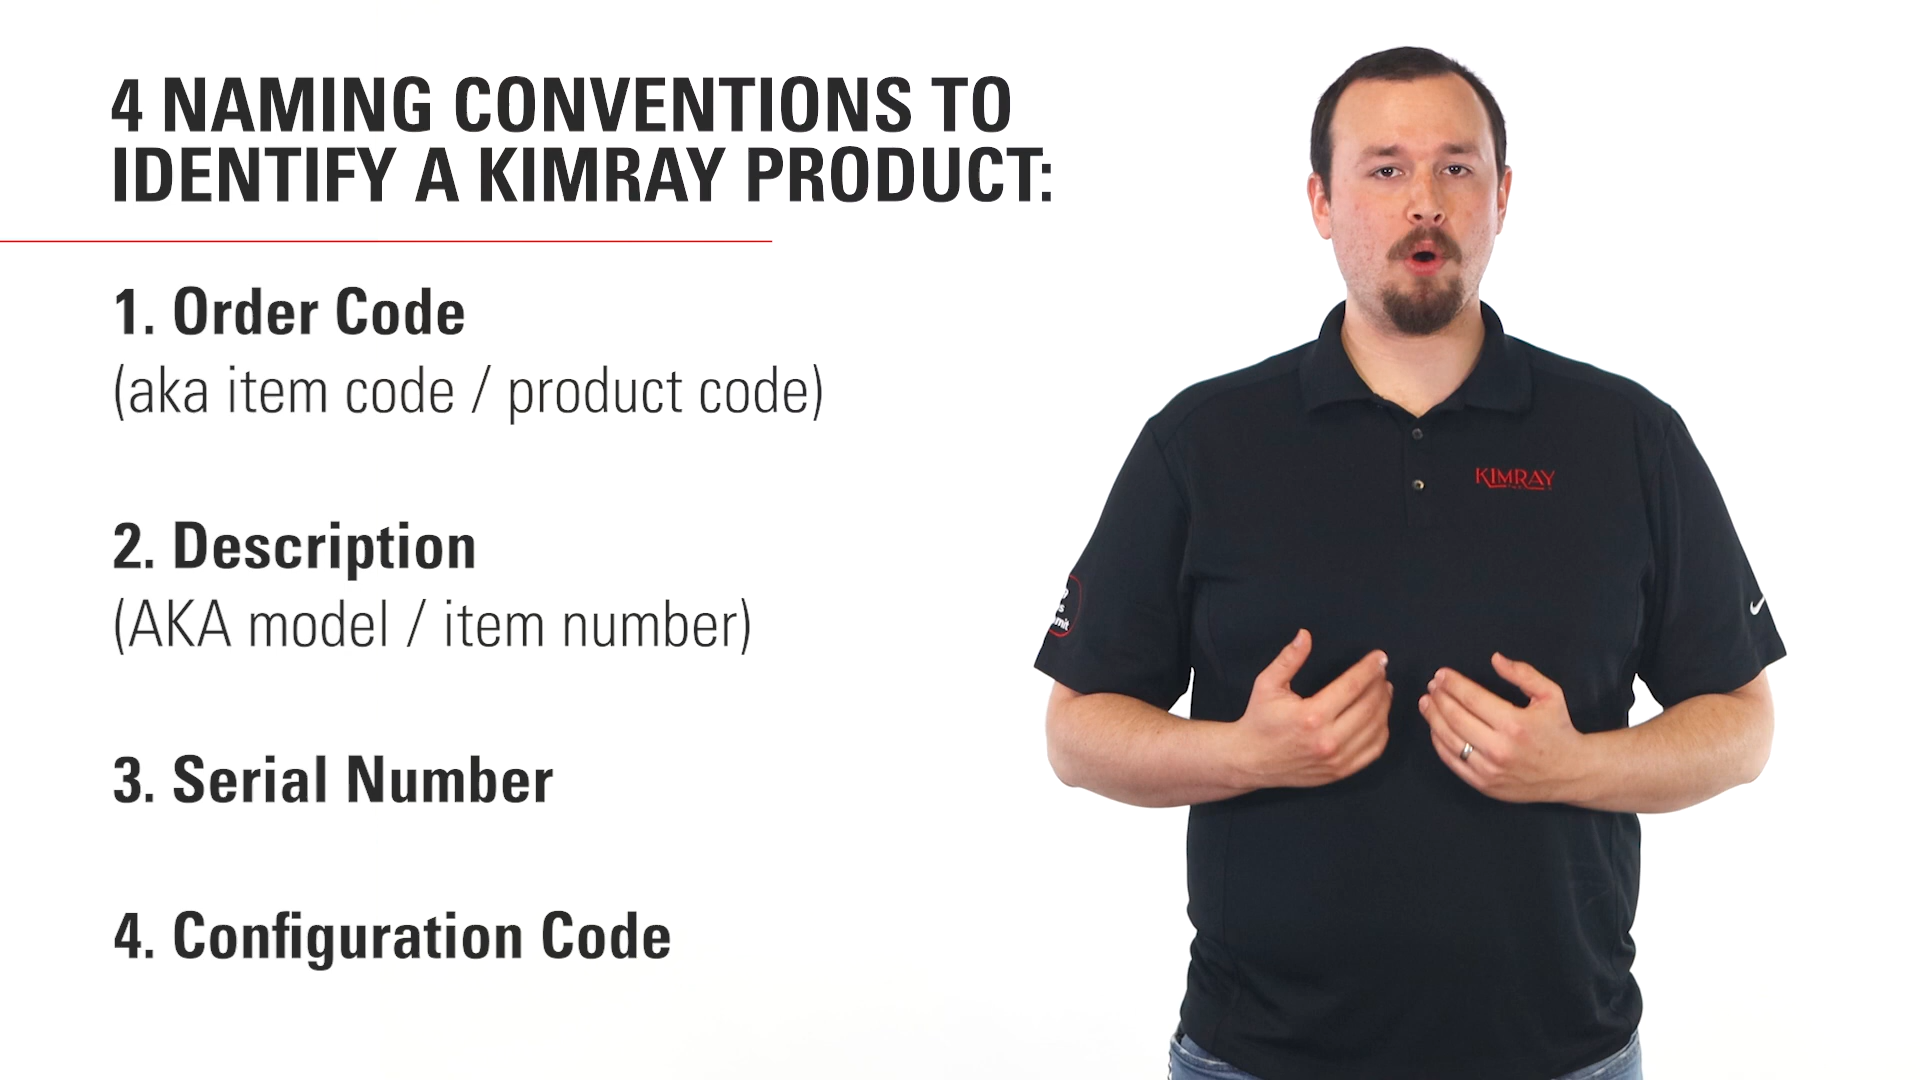 4 NAMING CONVENTIONS TO
IDENTIFY A KIMRAY PRODUCT:
1. Order Code
(aka item code / product code)
2. Description
(AKA model / item number)
3. Serial Number
4. Configuration Code
KIMRAY